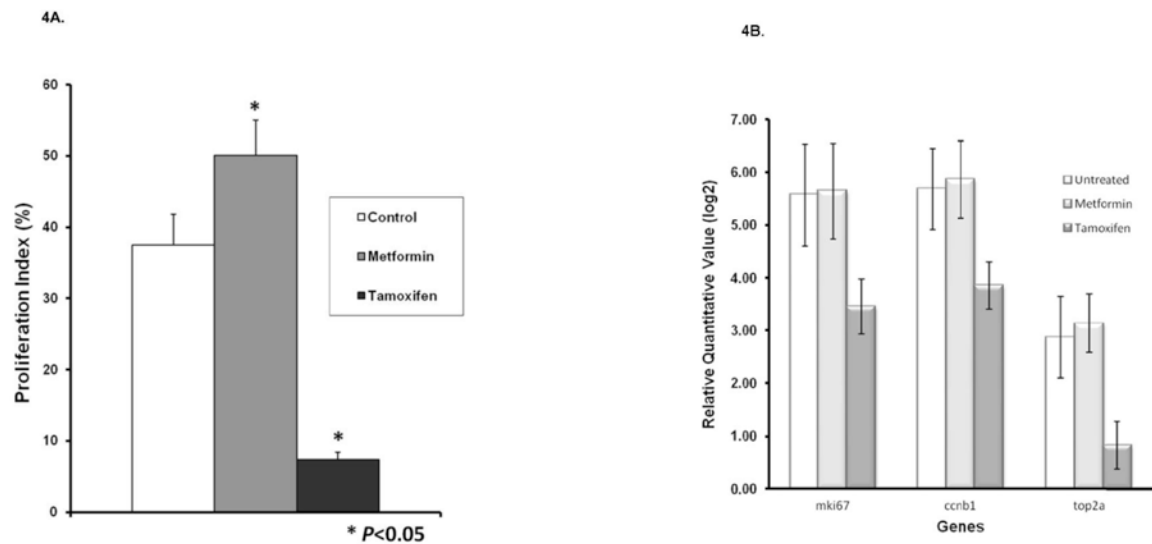 4A.
60
50
40
30
20
10
0
Proliferation Index (%)
*
*
Control
Metformin
Tamoxifen
* P<0.05
4B.
7.00
6.00
5.00
4.00
3.00
2.00
1.00
0.00
Relative Quantitative Value (log2)
Untreated
Metformin
Tamoxifen
mki67 ccnb1 top2a
Genes